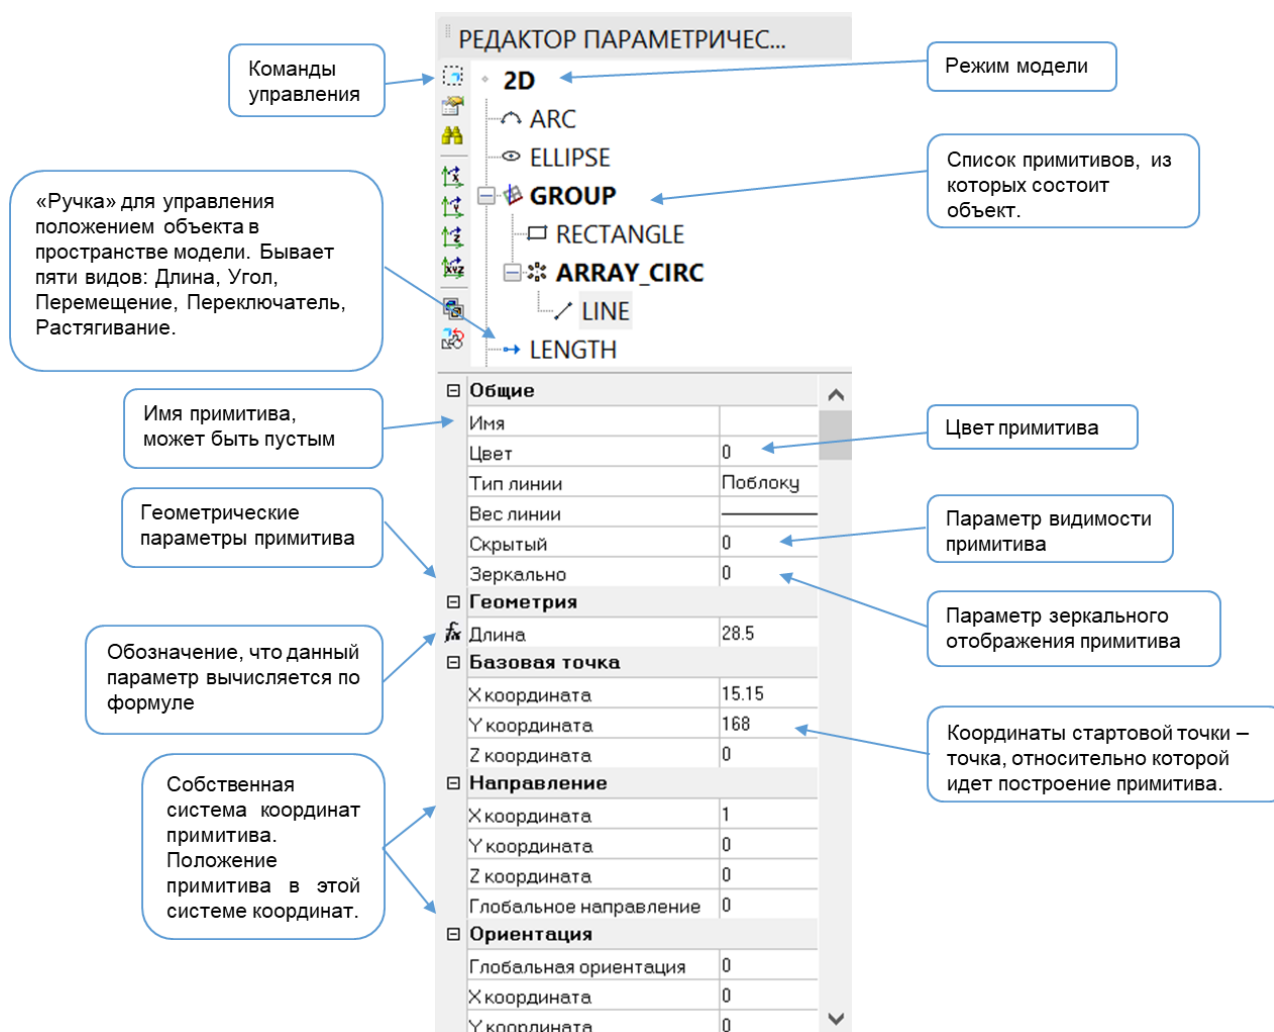 РЕДАКТОР ПАРАМЕТРИЧЕС...
Команды
управления
2D
Режим модели
ARC
ELLIPSE
GROUP
RECTANGLE
ARRAY_CIRC
LINE
LENGTH
Список примитивов, из
которых состоит
объект.
«Ручка» для управления
положением объекта в
пространстве модели. Бывает
пяти видов: Длина, Угол,
Перемещение, Переключатель,
Растягивание.
Общие
Имя
Цвет 0
Тип линии Поблоку
Вес линии
Скрытый 0
Зеркально 0
Геометрия
fx Длина 28.5
Базовая точка
X координата 15.15
Y координата 168
Z координата 0
Направление
X координата 1
Y координата 0
Z координата 0
Глобальное направление 0
Ориентация
Глобальная ориентация 0
X координата 0
Y координата 0
Имя примитива,
может быть пустым
Цвет примитива
Геометрические
параметры примитива
Параметр видимости
примитива
Параметр зеркального
отображения примитива
Обозначение, что данный
параметр вычисляется по
формуле
Координаты стартовой точки –
точка, относительно которой
идет построение примитива.
Собственная
система координат
примитива.
Положение
примитива в этой
системе координат.